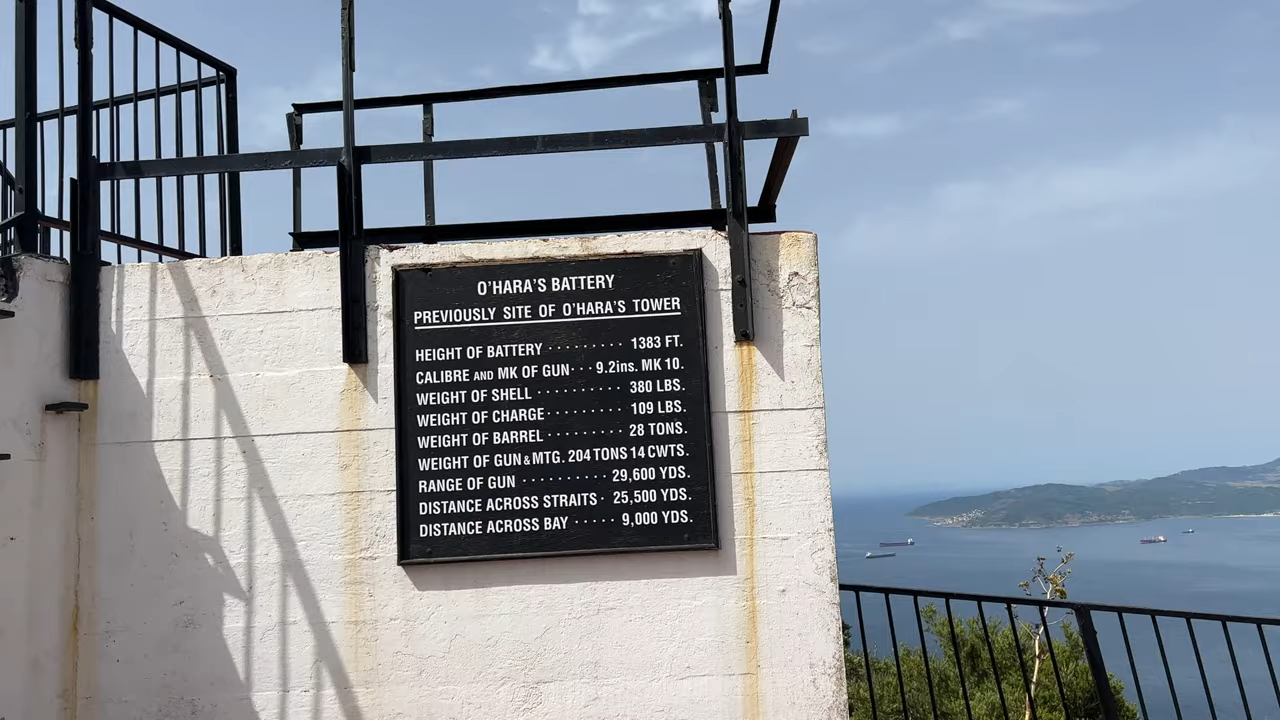 O'HARA'S BATTERY
PREVIOUSLY SITE OF O'HARA'S TOWER
HEIGHT OF BATTERY ········· 1383 FT.
CALIBRE AND MK OF GUN··· 9.2ins. MK 10.
WEIGHT OF SHELL ·········· 380 LBS.
WEIGHT OF CHARGE ········· 109 LBS.
WEIGHT OF BARREL ········· 28 TONS.
WEIGHT OF GUN & MTG. 204 TONS 14 CWTS.
RANGE OF GUN ·········· 29,600 YDS.
DISTANCE ACROSS STRAITS · 25,500 YDS.
DISTANCE ACROSS BAY ····· 9,000 YDS.